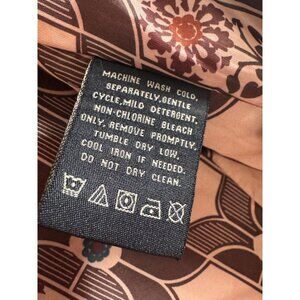 MACHINE WASH COLD,
SEPARATELY, GENTLE
CYCLE, MILD DETERGENT,
NON-CHLORINE BLEACH
ONLY, REMOVE PROMPTLY,
TUMBLE DRY LOW,
COOL IRON IF NEEDED.
DO NOT DRY CLEAN.